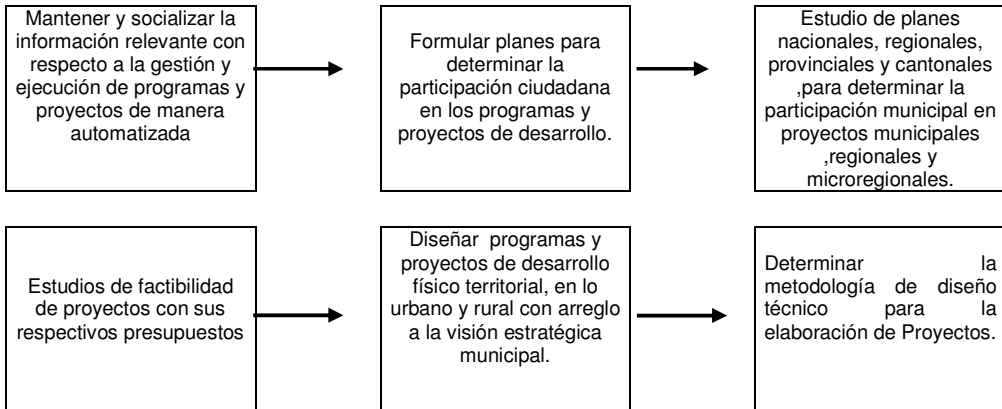 Mantener y socializar la
información relevante con
respecto a la gestión y
ejecución de programas y
proyectos de manera
automatizada
Formular planes para
determinar la
participación ciudadana
en los programas y
proyectos de desarrollo.
Estudio de planes
nacionales, regionales,
provinciales y cantonales
,para determinar la
participación municipal en
proyectos municipales
,regionales y
microregionales.
Estudios de factibilidad
de proyectos con sus
respectivos presupuestos
Diseñar programas y
proyectos de desarrollo
físico territorial, en lo
urbano y rural con arreglo
a la visión estratégica
municipal.
Determinar la
metodología de diseño
técnico para la
elaboración de Proyectos.